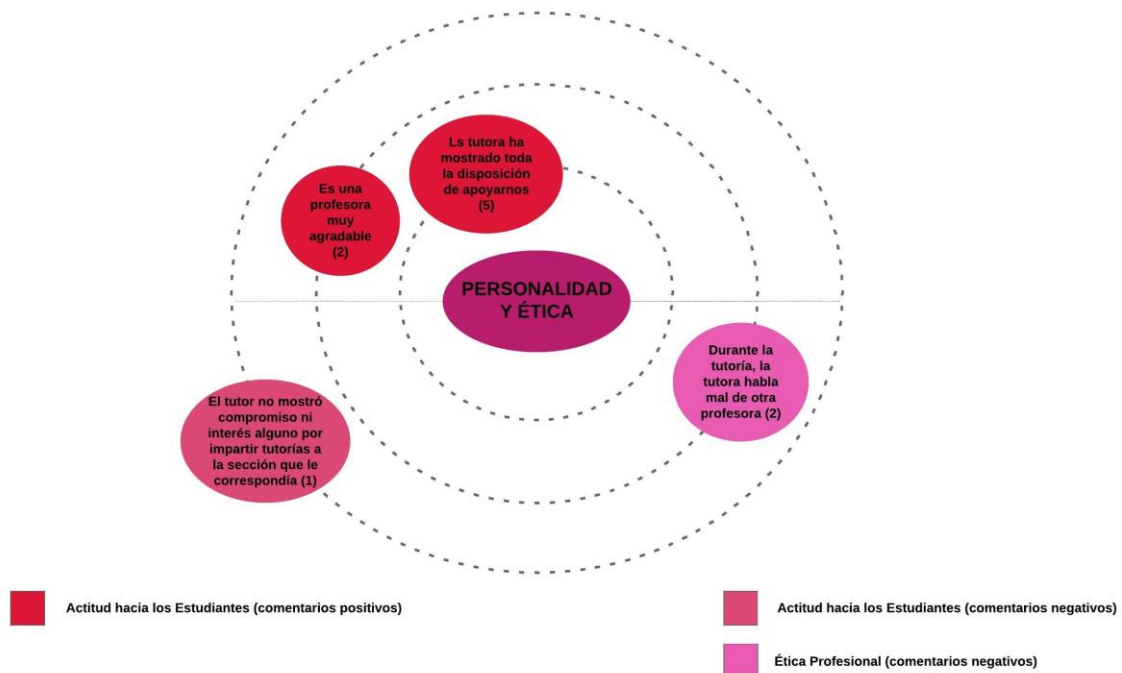 Ls tutora ha
mostrado toda
la disposición
de apoyarnos
(5)
Es una
profesora
muy
agradable
(2)
PERSONALIDAD
Y ÉTICA
Durante la
tutoría, la
tutora habla
mal de otra
profesora (2)
El tutor no mostró
compromiso ni
interés alguno por
impartir tutorías a
la sección que le
correspondía (1)
Actitud hacia los Estudiantes (comentarios positivos)
Actitud hacia los Estudiantes (comentarios negativos)
Ética Profesional (comentarios negativos)